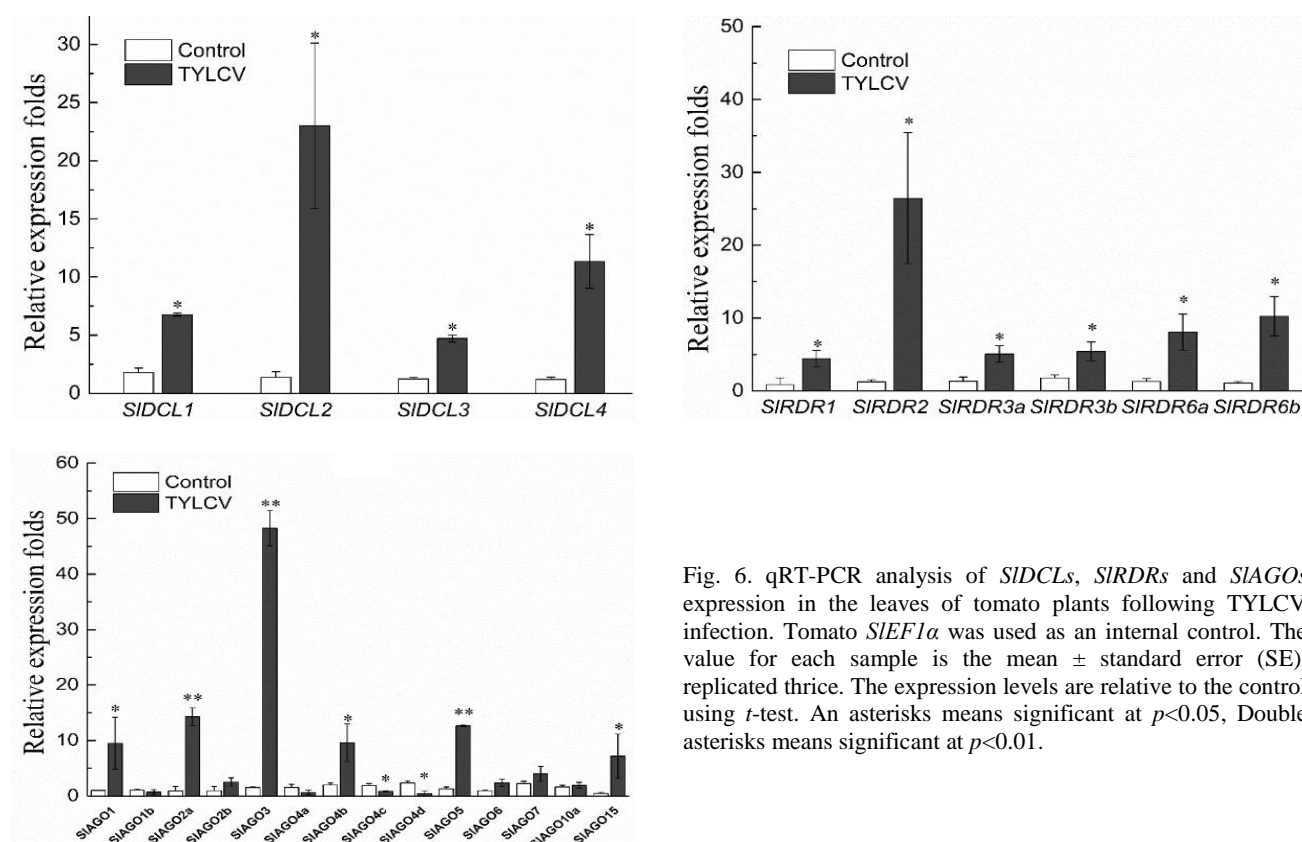 Relative expression folds
30
25
20
15
10
5
0
Control
TYLCV
*
*
*
*
SlDCL1 SlDCL2 SlDCL3 SlDCL4
Relative expression folds
50
40
30
20
10
0
Control
TYLCV
*
*
*
*
*
*
SlRDR1 SlRDR2 SlRDR3a SlRDR3b SlRDR6a SlRDR6b
Relative expression folds
60
50
40
30
20
10
0
Control
TYLCV
*
**
**
*
*
*
**
*
SlAGO1 SlAGO1b SlAGO2a SlAGO2b SlAGO3 SlAGO4a SlAGO4b SlAGO4c SlAGO4d SlAGO5 SlAGO6 SlAGO7 SlAGO10a SlAGO15
Fig. 6. qRT-PCR analysis of SlDCLs, SlRDRs and SlAGOs
expression in the leaves of tomato plants following TYLCV
infection. Tomato SlEF1α was used as an internal control. The
value for each sample is the mean ± standard error (SE)
replicated thrice. The expression levels are relative to the control
using t-test. An asterisks means significant at p<0.05, Double
asterisks means significant at p<0.01.